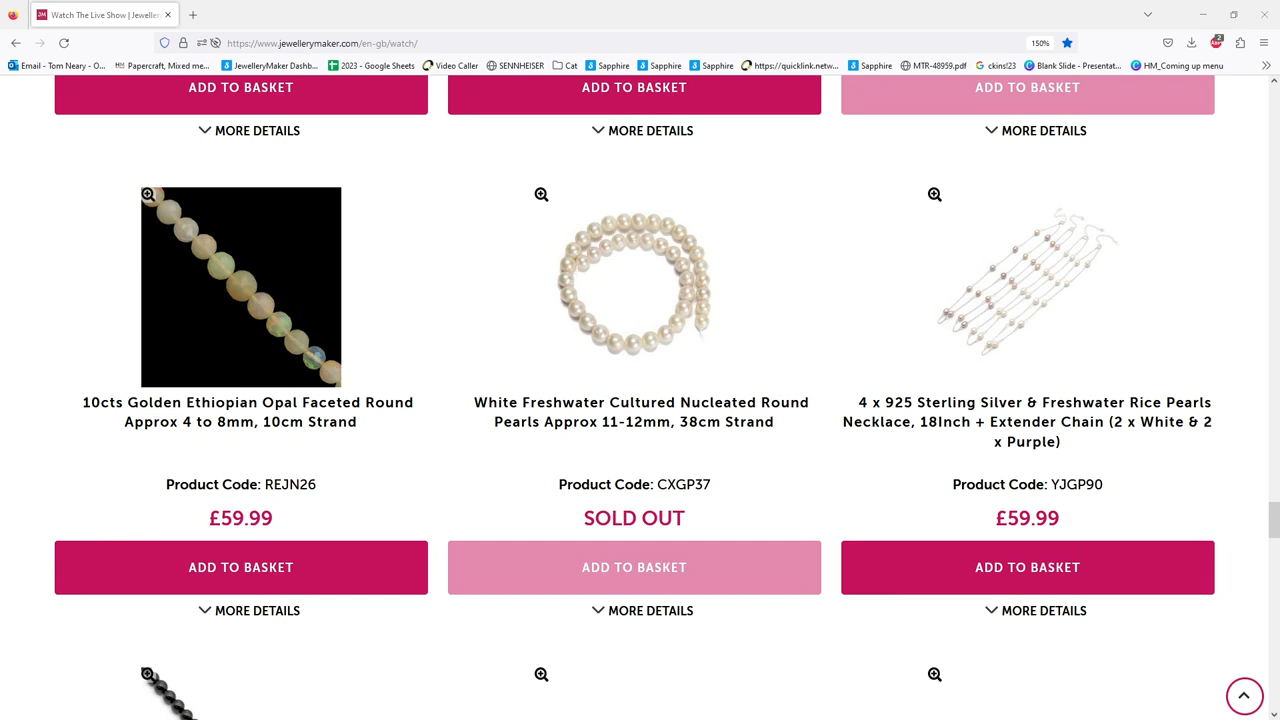 Watch The Live Show | Jeweller
https://www.jewellerymaker.com/en-gb/watch/
150%
2
Email - Tom Neary - O...
Papercraft, Mixed me...
JewelleryMaker Dashb...
2023 - Google Sheets
Video Caller
SENNHEISER
Cat
Sapphire
Sapphire
Sapphire
https://quicklink.netw...
Sapphire
MTR-48959.pdf
ckins!23
Blank Slide - Presentat...
HM_Coming up menu
ADD TO BASKET
ADD TO BASKET
ADD TO BASKET
MORE DETAILS
MORE DETAILS
MORE DETAILS
10cts Golden Ethiopian Opal Faceted Round
Approx 4 to 8mm, 10cm Strand
Product Code: REJN26
£59.99
ADD TO BASKET
MORE DETAILS
White Freshwater Cultured Nucleated Round
Pearls Approx 11-12mm, 38cm Strand
Product Code: CXGP37
SOLD OUT
ADD TO BASKET
MORE DETAILS
4 x 925 Sterling Silver & Freshwater Rice Pearls
Necklace, 18Inch + Extender Chain (2 x White & 2
x Purple)
Product Code: YJGP90
£59.99
ADD TO BASKET
MORE DETAILS